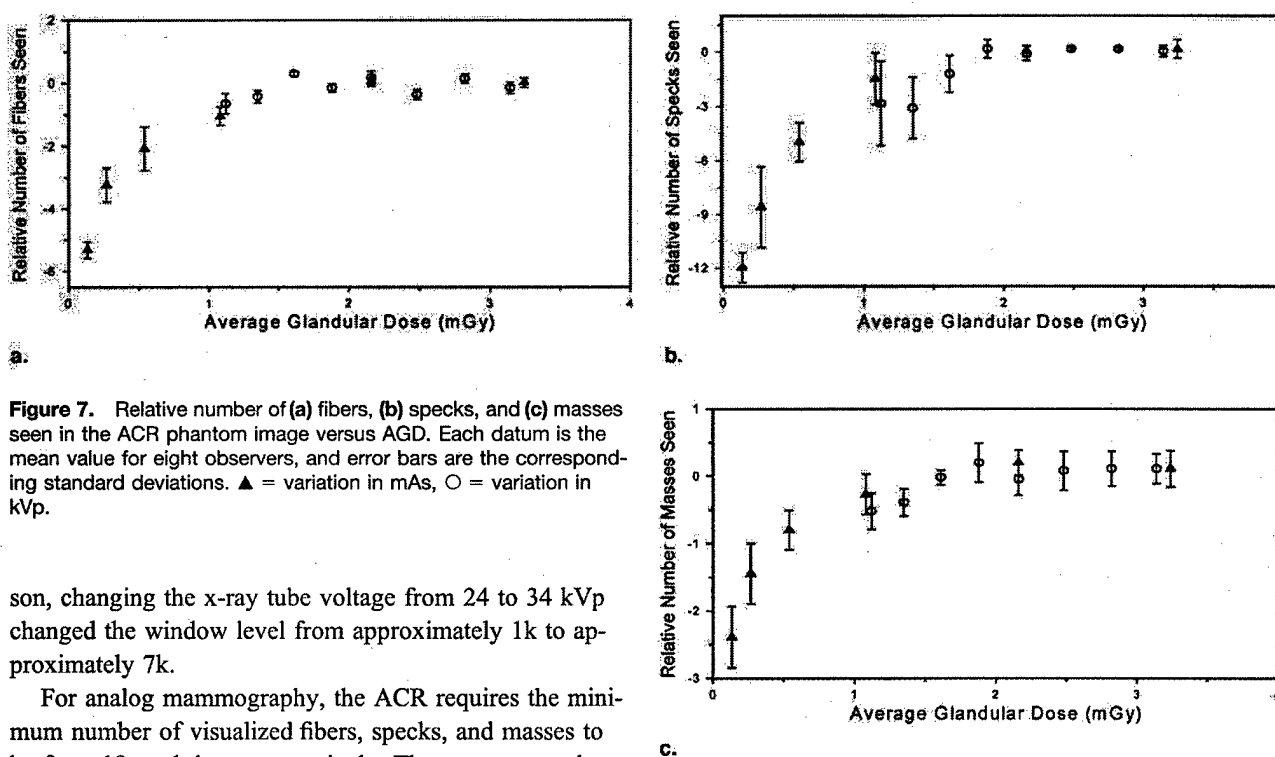 2
0
-2
-4
-6
0 1 2 3 4
Relative Number of Fibers Seen
Average Glandular Dose (mGy)
a.
0
-3
-6
-9
-12
0 1 2 3
Relative Number of Specks Seen
Average Glandular Dose (mGy)
b.
Figure 7. Relative number of (a) fibers, (b) specks, and (c) masses
seen in the ACR phantom image versus AGD. Each datum is the
mean value for eight observers, and error bars are the correspond-
ing standard deviations. ▲ = variation in mAs, O = variation in
kVp.
1
0
-1
-2
-3
0 1 2 3
Relative Number of Masses Seen
Average Glandular Dose (mGy)
c.
son, changing the x-ray tube voltage from 24 to 34 kVp
changed the window level from approximately 1k to ap-
proximately 7k.
For analog mammography, the ACR requires the mini-
mum number of visualized fibers, specks, and masses to